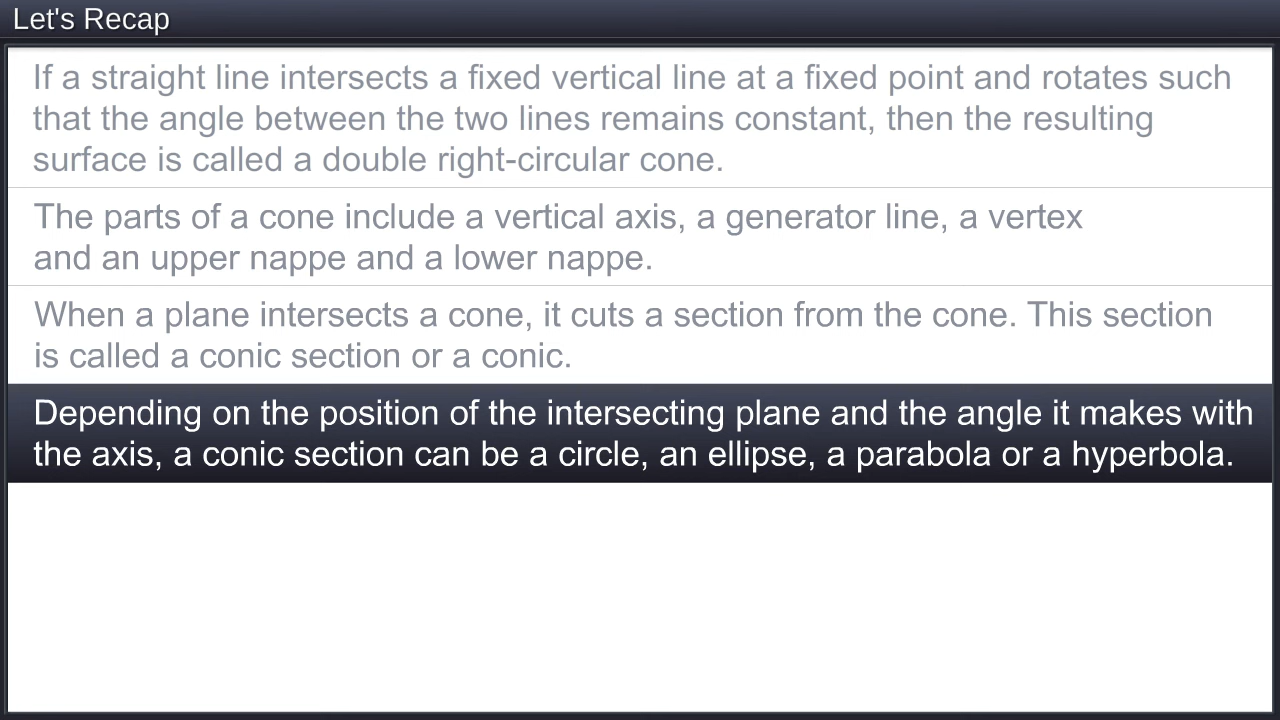 Let's Recap
If a straight line intersects a fixed vertical line at a fixed point and rotates such
that the angle between the two lines remains constant, then the resulting
surface is called a double right-circular cone.
The parts of a cone include a vertical axis, a generator line, a vertex
and an upper nappe and a lower nappe.
When a plane intersects a cone, it cuts a section from the cone. This section
is called a conic section or a conic.
Depending on the position of the intersecting plane and the angle it makes with
the axis, a conic section can be a circle, an ellipse, a parabola or a hyperbola.